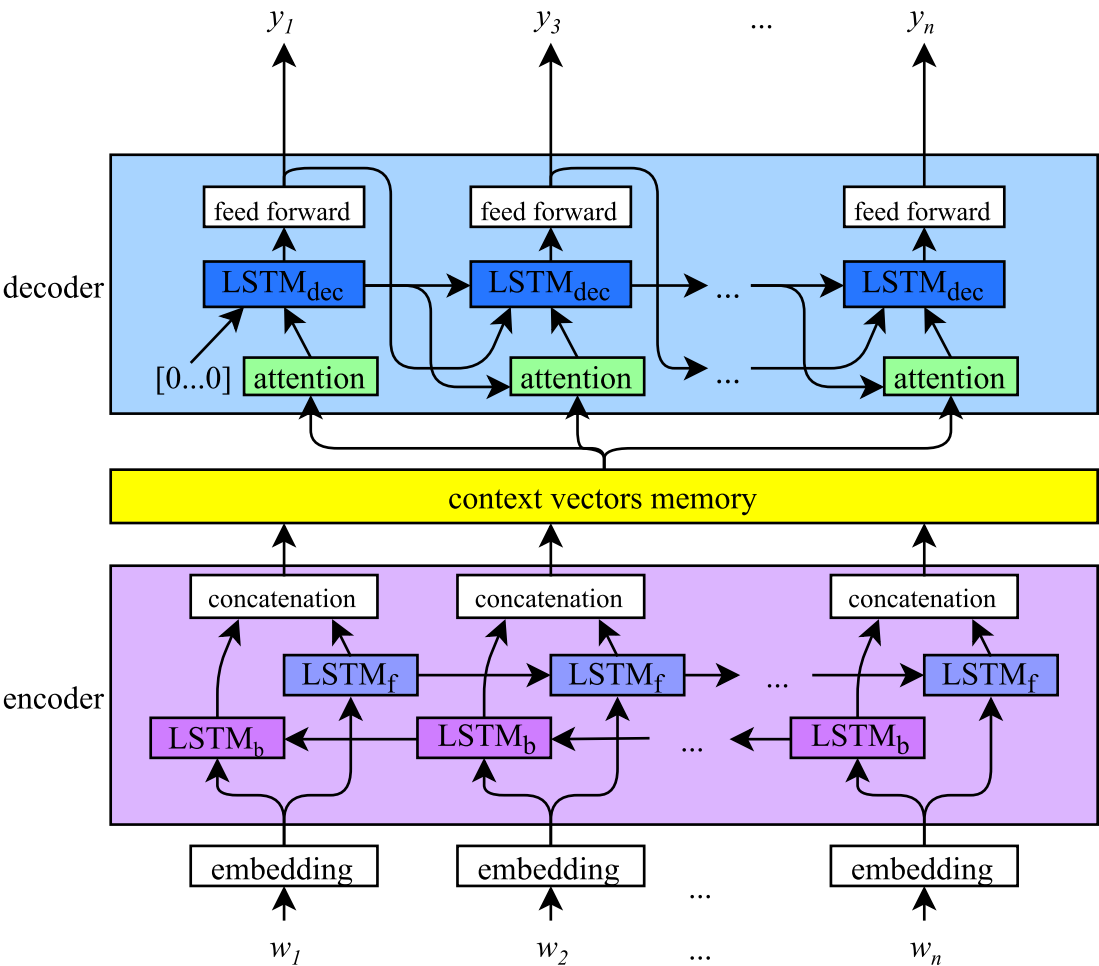 y1 y3 ... yn
feed forward feed forward feed forward
decoder LSTMdec LSTMdec ... LSTMdec
[0...0] attention attention ... attention
context vectors memory
concatenation concatenation concatenation
encoder LSTMf LSTMf ... LSTMf
LSTMb LSTMb ... LSTMb
embedding embedding ... embedding
w1 w2 ... wn